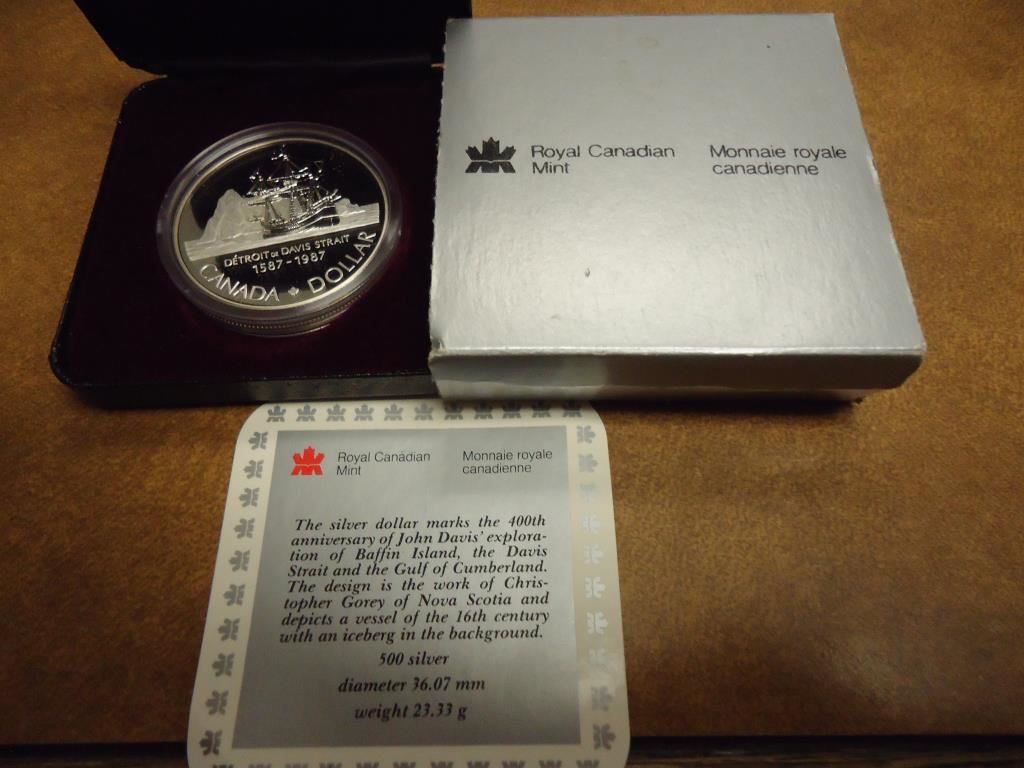 DÉTROIT DE DAVIS STRAIT
1587-1987
CANADA DOLLAR
Royal Canadian
Mint
Monnaie royale
canadienne
Royal Canadian
Mint
Monnaie royale
canadienne
The silver dollar marks the 400th
anniversary of John Davis' explora-
tion of Baffin Island, the Davis
Strait and the Gulf of Cumberland.
The design is the work of Chris-
topher Gorey of Nova Scotia and
depicts a vessel of the 16th century
with an iceberg in the background.
500 silver
diameter 36.07 mm
weight 23.33 g